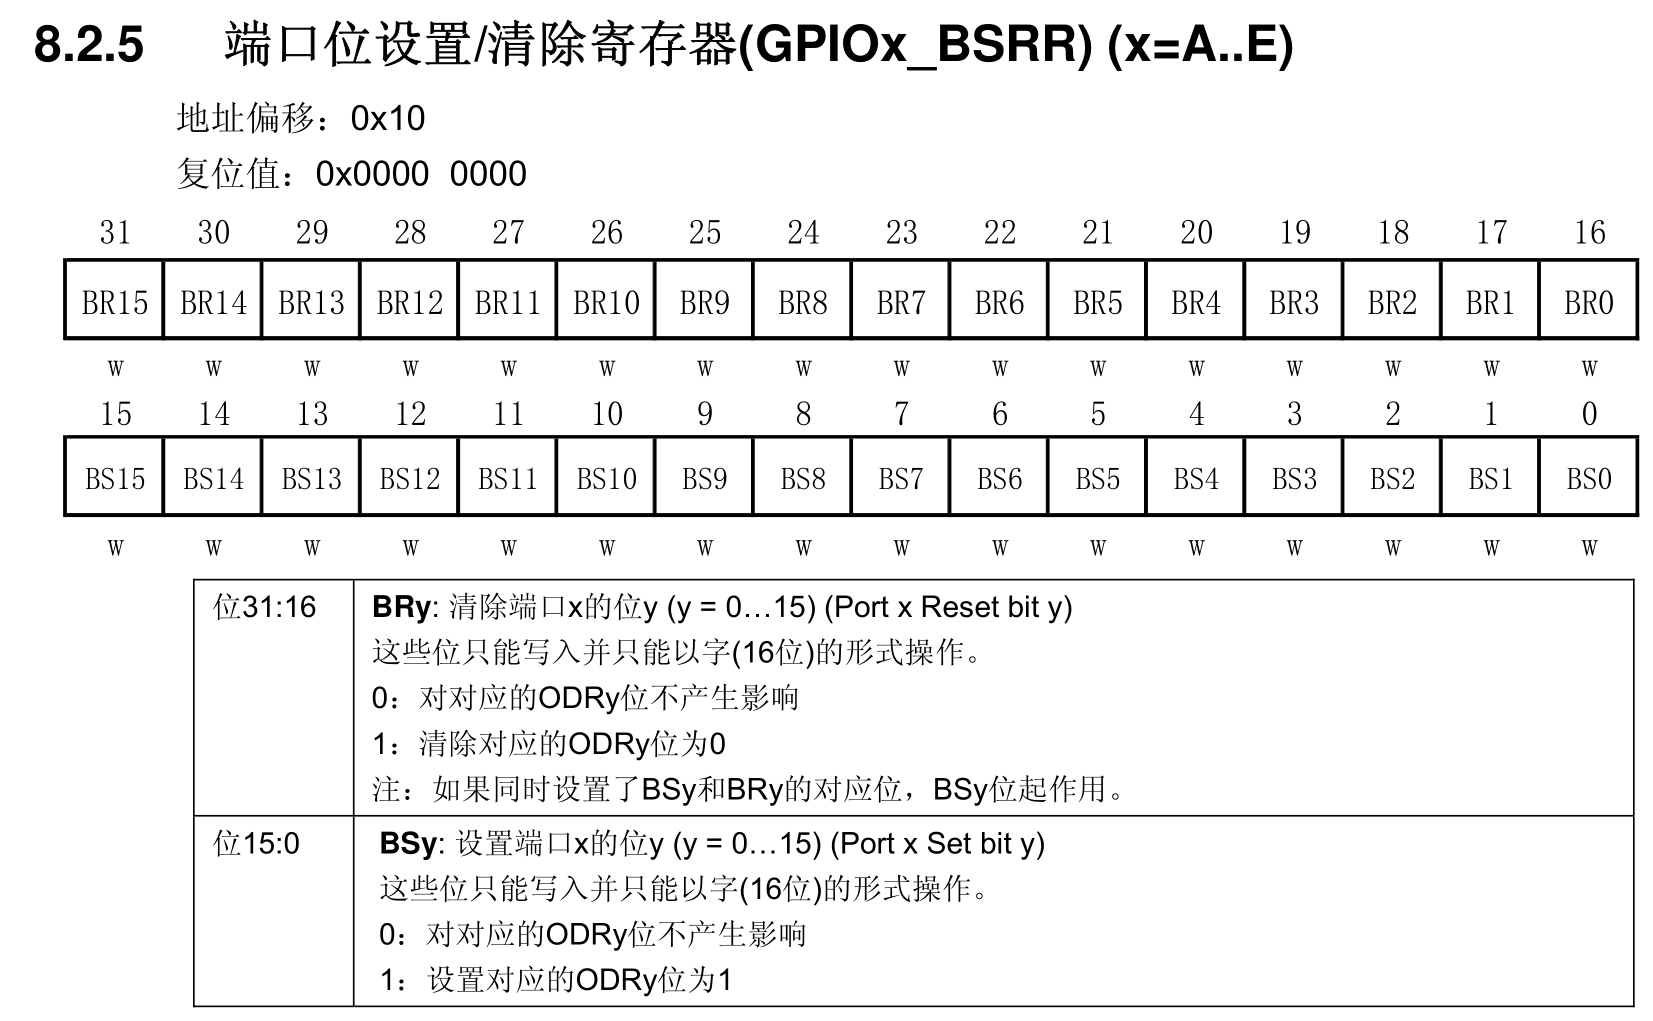 8.2.5 端口位设置/清除寄存器(GPIOx_BSRR) (x=A..E)
地址偏移：0x10
复位值：0x0000 0000
31 30 29 28 27 26 25 24 23 22 21 20 19 18 17 16
BR15 BR14 BR13 BR12 BR11 BR10 BR9 BR8 BR7 BR6 BR5 BR4 BR3 BR2 BR1 BR0
w w w w w w w w w w w w w w w w
15 14 13 12 11 10 9 8 7 6 5 4 3 2 1 0
BS15 BS14 BS13 BS12 BS11 BS10 BS9 BS8 BS7 BS6 BS5 BS4 BS3 BS2 BS1 BS0
w w w w w w w w w w w w w w w w
位31:16 BRy: 清除端口x的位y (y = 0…15) (Port x Reset bit y)
这些位只能写入并只能以字(16位)的形式操作。
0：对对应的ODRy位不产生影响
1：清除对应的ODRy位为0
注：如果同时设置了BSy和BRy的对应位，BSy位起作用。
位15:0 BSy: 设置端口x的位y (y = 0…15) (Port x Set bit y)
这些位只能写入并只能以字(16位)的形式操作。
0：对对应的ODRy位不产生影响
1：设置对应的ODRy位为1